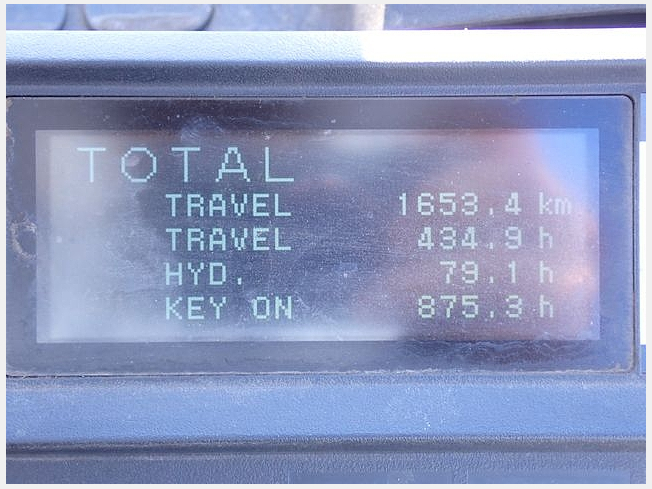 TOTAL
TRAVEL 1653.4 km
TRAVEL 434.9 h
HYD. 79.1 h
KEY ON 875.3 h